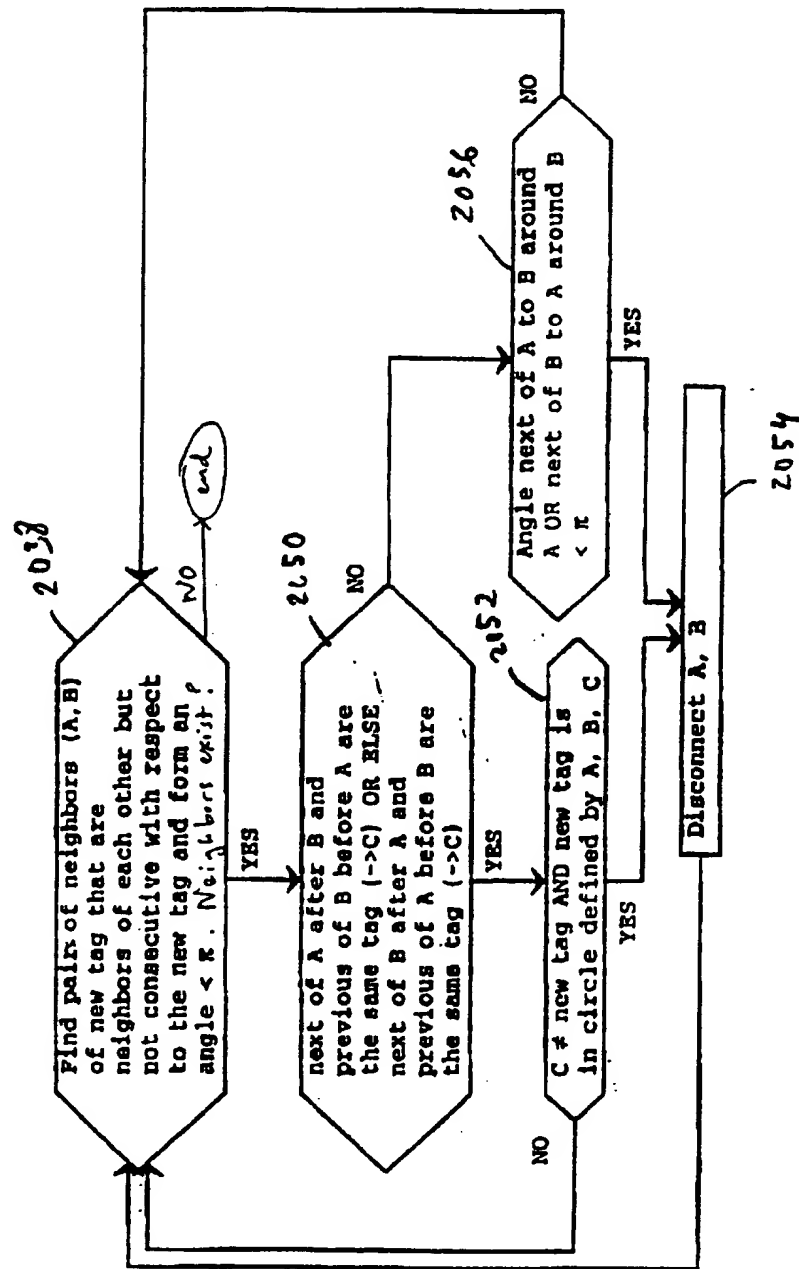 2038
Find pair of neighbors (A,B)
of new tag that are
neighbors of each other but
not consecutive with respect
to the new tag and form an
angle < π. Neighbors exist?
NO
end
YES
2050
next of A after B and
previous of B before A are
the same tag (->C) OR ELSE
next of B after A and
previous of A before B are
the same tag (->C)
NO
YES
2152
C ≠ new tag AND new tag is
in circle defined by A, B, C
NO
YES
2056
Angle next of A to B around
A OR next of B to A around B
< π
NO
YES
Disconnect A, B
2054